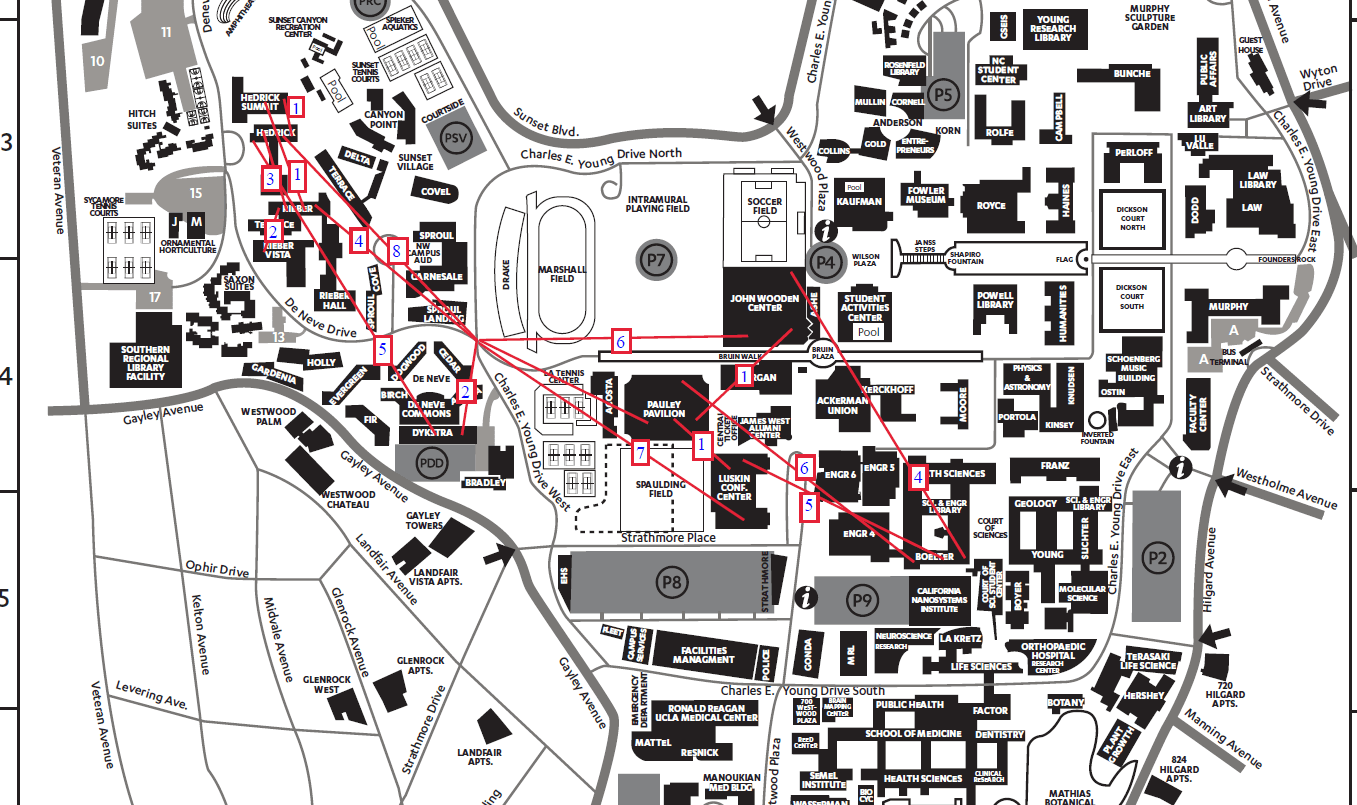 PRC
SPIEKER
AQUATICS
Pool
SUNSET CANYON
RECREATION
CENTER
Pool
11
10
Charles E. Young
GSEIS
YOUNG
RESEARCH
LIBRARY
MURPHY
SCULPTURE
GARDEN
GUEST
HOUSE
Avenue
Wyton
Drive
SUNSET
TENNIS
COURTS
Pool
ROSENFELD
LIBRARY
P5
NC
STUDENT
CENTER
BUNCHE
PUBLIC
AFFAIRS
HEDRICK
SUMMIT
1
CANYON
POINT
COURTSIDE
PSV
Sunset Blvd.
MULLIN
CORNELL
ANDERSON
KORN
ROLFE
CAMPBELL
ART
LIBRARY
3
HITCH
SUITES
HEDRICK
DELTA
TERRACE
SUNSET
VILLAGE
Charles E. Young Drive North
Westwood Plaza
COLLINS
GOLD
ENTRE-
PRENEURS
LU
VALLE
PERLOFF
Charles E. Young Drive East
Veteran Avenue
3
1
15
COVEL
SYCAMORE
TENNIS
COURTS
J
M
ORNAMENTAL
HORTICULTURE
RIEBER
2
RIEBER
VISTA
4
8
SPROUL
NW
CAMPUS
AUD
CARNESALE
INTRAMURAL
PLAYING FIELD
SOCCER
FIELD
Pool
KAUFMAN
FOWLER
MUSEUM
ROYCE
HAINES
DICKSON
COURT
NORTH
DODD
LAW
LIBRARY
LAW
DRAKE
MARSHALL
FIELD
P7
P4
WILSON
PLAZA
JANSS
STEPS
SHAPIRO
FOUNTAIN
FLAG
FOUNDERS ROCK
SAXON
SUITES
17
RIEBER
HALL
SPROUL COVE
SPROUL
LANDING
JOHN WOODEN
CENTER
STUDENT
ACTIVITIES
CENTER
Pool
POWELL
LIBRARY
HUMANITIES
DICKSON
COURT
SOUTH
MURPHY
De Neve Drive
13
6
BRUIN WALK
BRUIN
PLAZA
A
BUS
TERMINAL
A
4
SOUTHERN
REGIONAL
LIBRARY
FACILITY
GARDENIA
HOLLY
5
DOGWOOD
CEDAR
DE NEVE
EVERGREEN
BIRCH
2
DE NEVE
COMMONS
FIR
DYKSTRA
LA TENNIS
CENTER
ACOSTA
PAULEY
PAVILION
1
ACKERMAN
UNION
KERCKHOFF
MOORE
PHYSICS
&
ASTRONOMY
KNUDSEN
SCHOENBERG
MUSIC
BUILDING
OSTIN
PORTOLA
KINSEY
INVERTED
FOUNTAIN
FACULTY
CENTER
Strathmore Drive
Gayley Avenue
WESTWOOD
PALM
Charles E. Young Drive West
CENTRAL
TICKET
OFFICE
JAMES WEST
ALUMNI
CENTER
1
7
PDD
BRADLEY
Gayley Avenue
WESTWOOD
CHATEAU
SPAULDING
FIELD
LUSKIN
CONF.
CENTER
6
5
ENGR 6
ENGR 5
4
TH SCIENCES
FRANZ
Charles E. Young Drive East
Westholme Avenue
SCI. & ENGR
LIBRARY
GEOLOGY
SCI. & ENGR
LIBRARY
SLICHTER
YOUNG
ENGR 4
BOELTER
COURT
OF
SCIENCES
GAYLEY
TOWERS
Strathmore Place
LANDFAIR
VISTA APTS.
Landfair Avenue
Ophir Drive
5
EHS
P8
STRATHMORE
P9
CALIFORNIA
NANOSYSTEMS
INSTITUTE
COURT OF
SCI. STUDENT
CENTER
BOYER
MOLECULAR
SCIENCE
P2
Hilgard Avenue
Kelton Avenue
Midvale Avenue
Glenrock Avenue
FLEET
CAMPUS
SERVICES
FACILITIES
MANAGMENT
POLICE
GONDA
MRL
NEUROSCIENCE
RESEARCH
LA KRETZ
LIFE SCIENCES
ORTHOPAEDIC
HOSPITAL
RESEARCH
CENTER
TERASAKI
LIFE SCIENCE
HERSHEY
720
HILGARD
APTS.
Veteran Avenue
Levering Ave.
GLENROCK
WEST
GLENROCK
APTS.
Strathmore Drive
Gayley Avenue
Charles E. Young Drive South
EMERGENCY
DEPARTMENT
RONALD REAGAN
UCLA MEDICAL CENTER
MATTEL
RESNICK
700
WEST-
WOOD
PLAZA
BRAIN
MAPPING
CENTER
PUBLIC HEALTH
FACTOR
BOTANY
REED
CENTER
SCHOOL OF MEDICINE
DENTISTRY
PLANT
GROWTH
Manning Avenue
LANDFAIR
APTS.
MANOUKIAN
MED BLDG
SEMEL
INSTITUTE
HEALTH SCIENCES
CLINICAL
RESEARCH
BIO
CYC
MATHIAS
BOTANICAL
824
HILGARD
APTS.